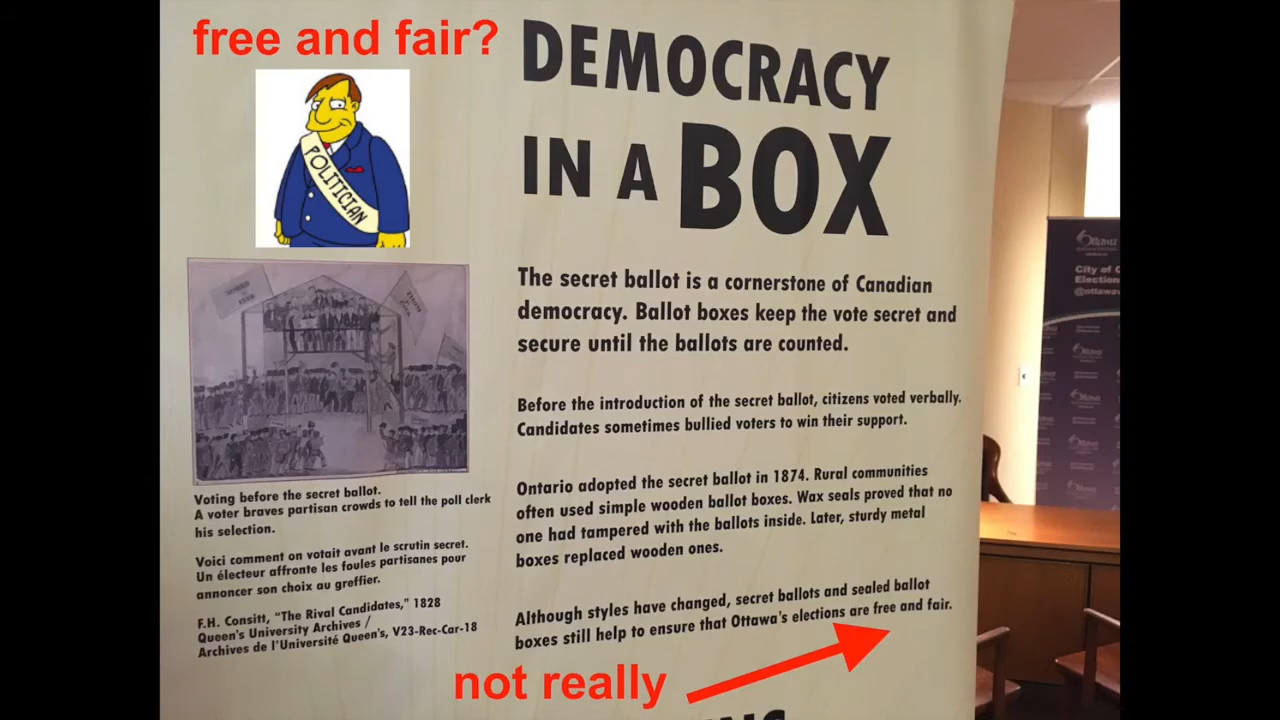 free and fair?
POLITICIAN
DEMOCRACY
IN A BOX
The secret ballot is a cornerstone of Canadian
democracy. Ballot boxes keep the vote secret and
secure until the ballots are counted.
Before the introduction of the secret ballot, citizens voted verbally.
Candidates sometimes bullied voters to win their support.
Ontario adopted the secret ballot in 1874. Rural communities
often used simple wooden ballot boxes. Wax seals proved that no
one had tampered with the ballots inside. Later, sturdy metal
boxes replaced wooden ones.
Although styles have changed, secret ballots and sealed ballot
boxes still help to ensure that Ottawa's elections are free and fair.
Voting before the secret ballot.
A voter braves partisan crowds to tell the poll clerk
his selection.
Voici comment on votait avant le scrutin secret.
Un électeur affronte les foules partisanes pour
annoncer son choix au greffier.
F.H. Consitt, “The Rival Candidates,” 1828
Queen's University Archives /
Archives de l'Université Queen's, V23-Rec-Car-18
not really
Ottawa
City of
Election
@ottawa